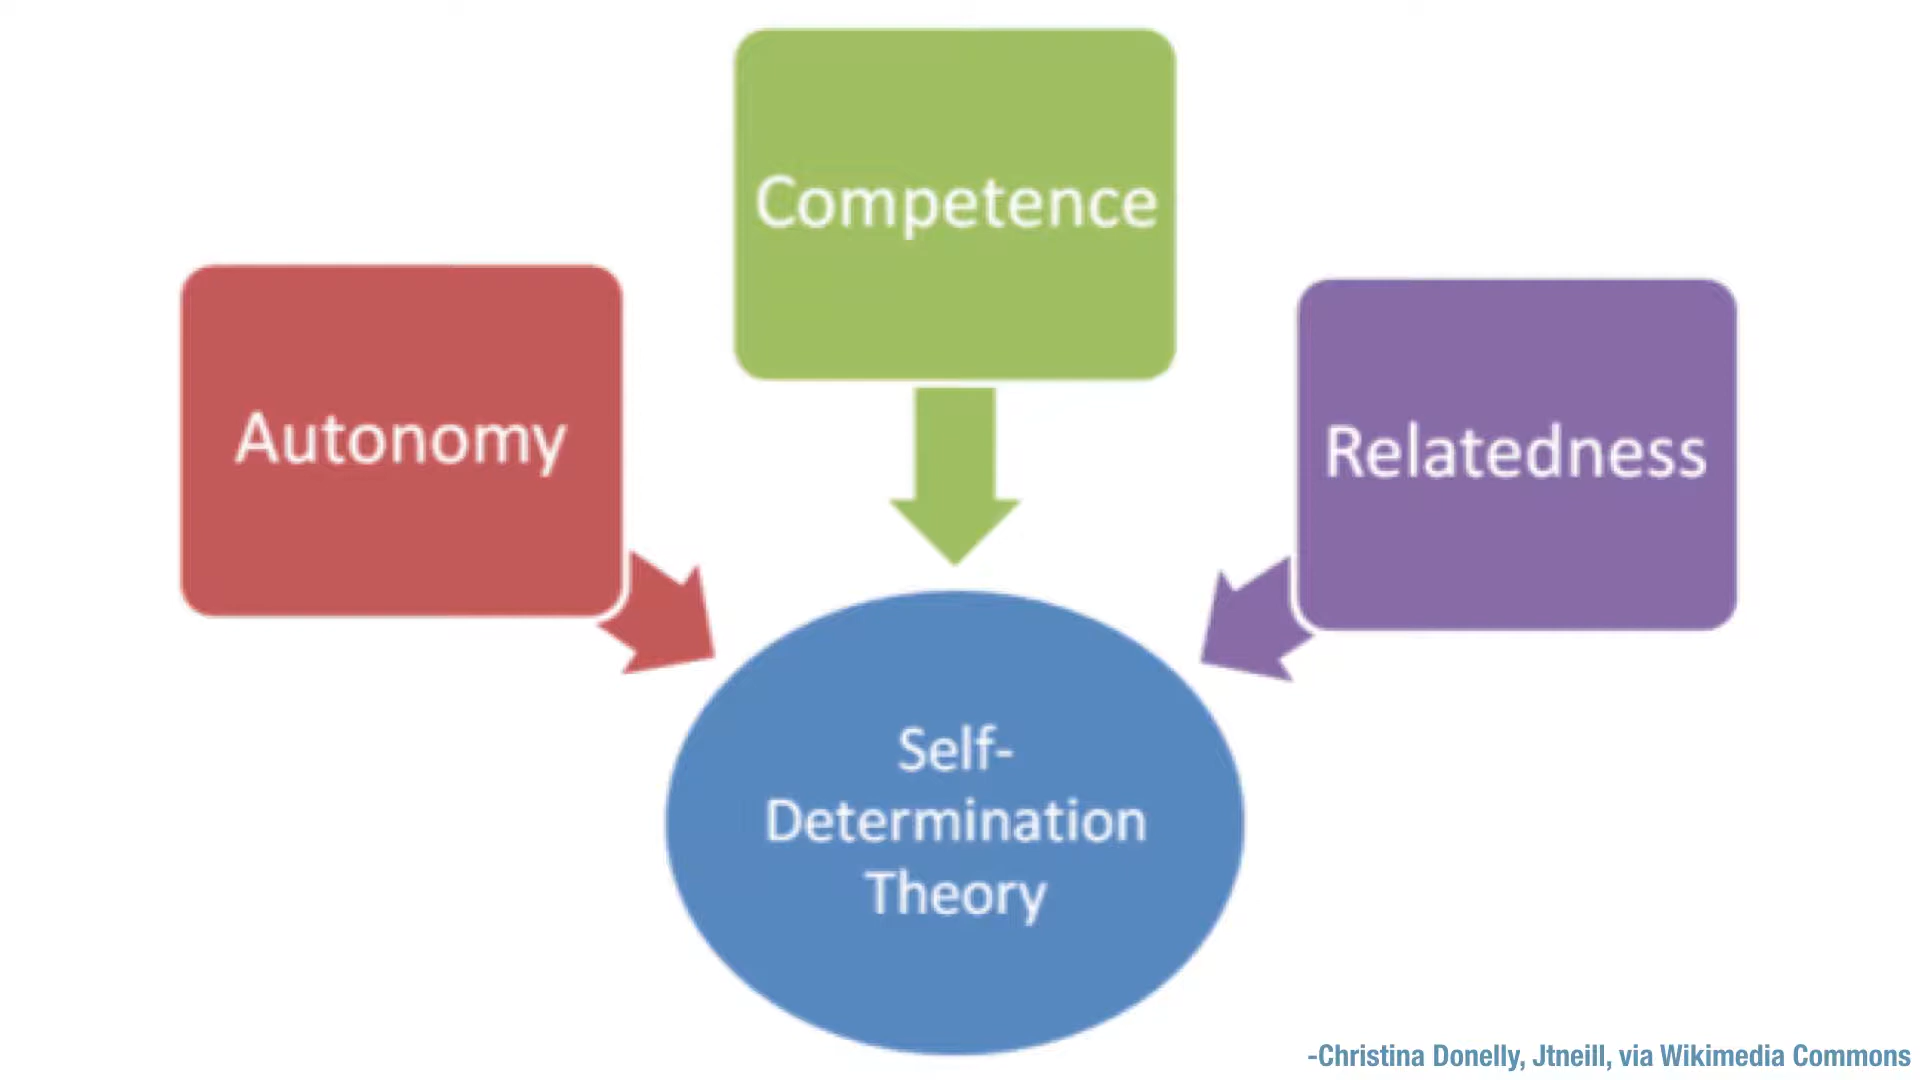 Competence
Autonomy
Relatedness
Self-
Determination
Theory
-Christina Donelly, Jtneill, via Wikimedia Commons